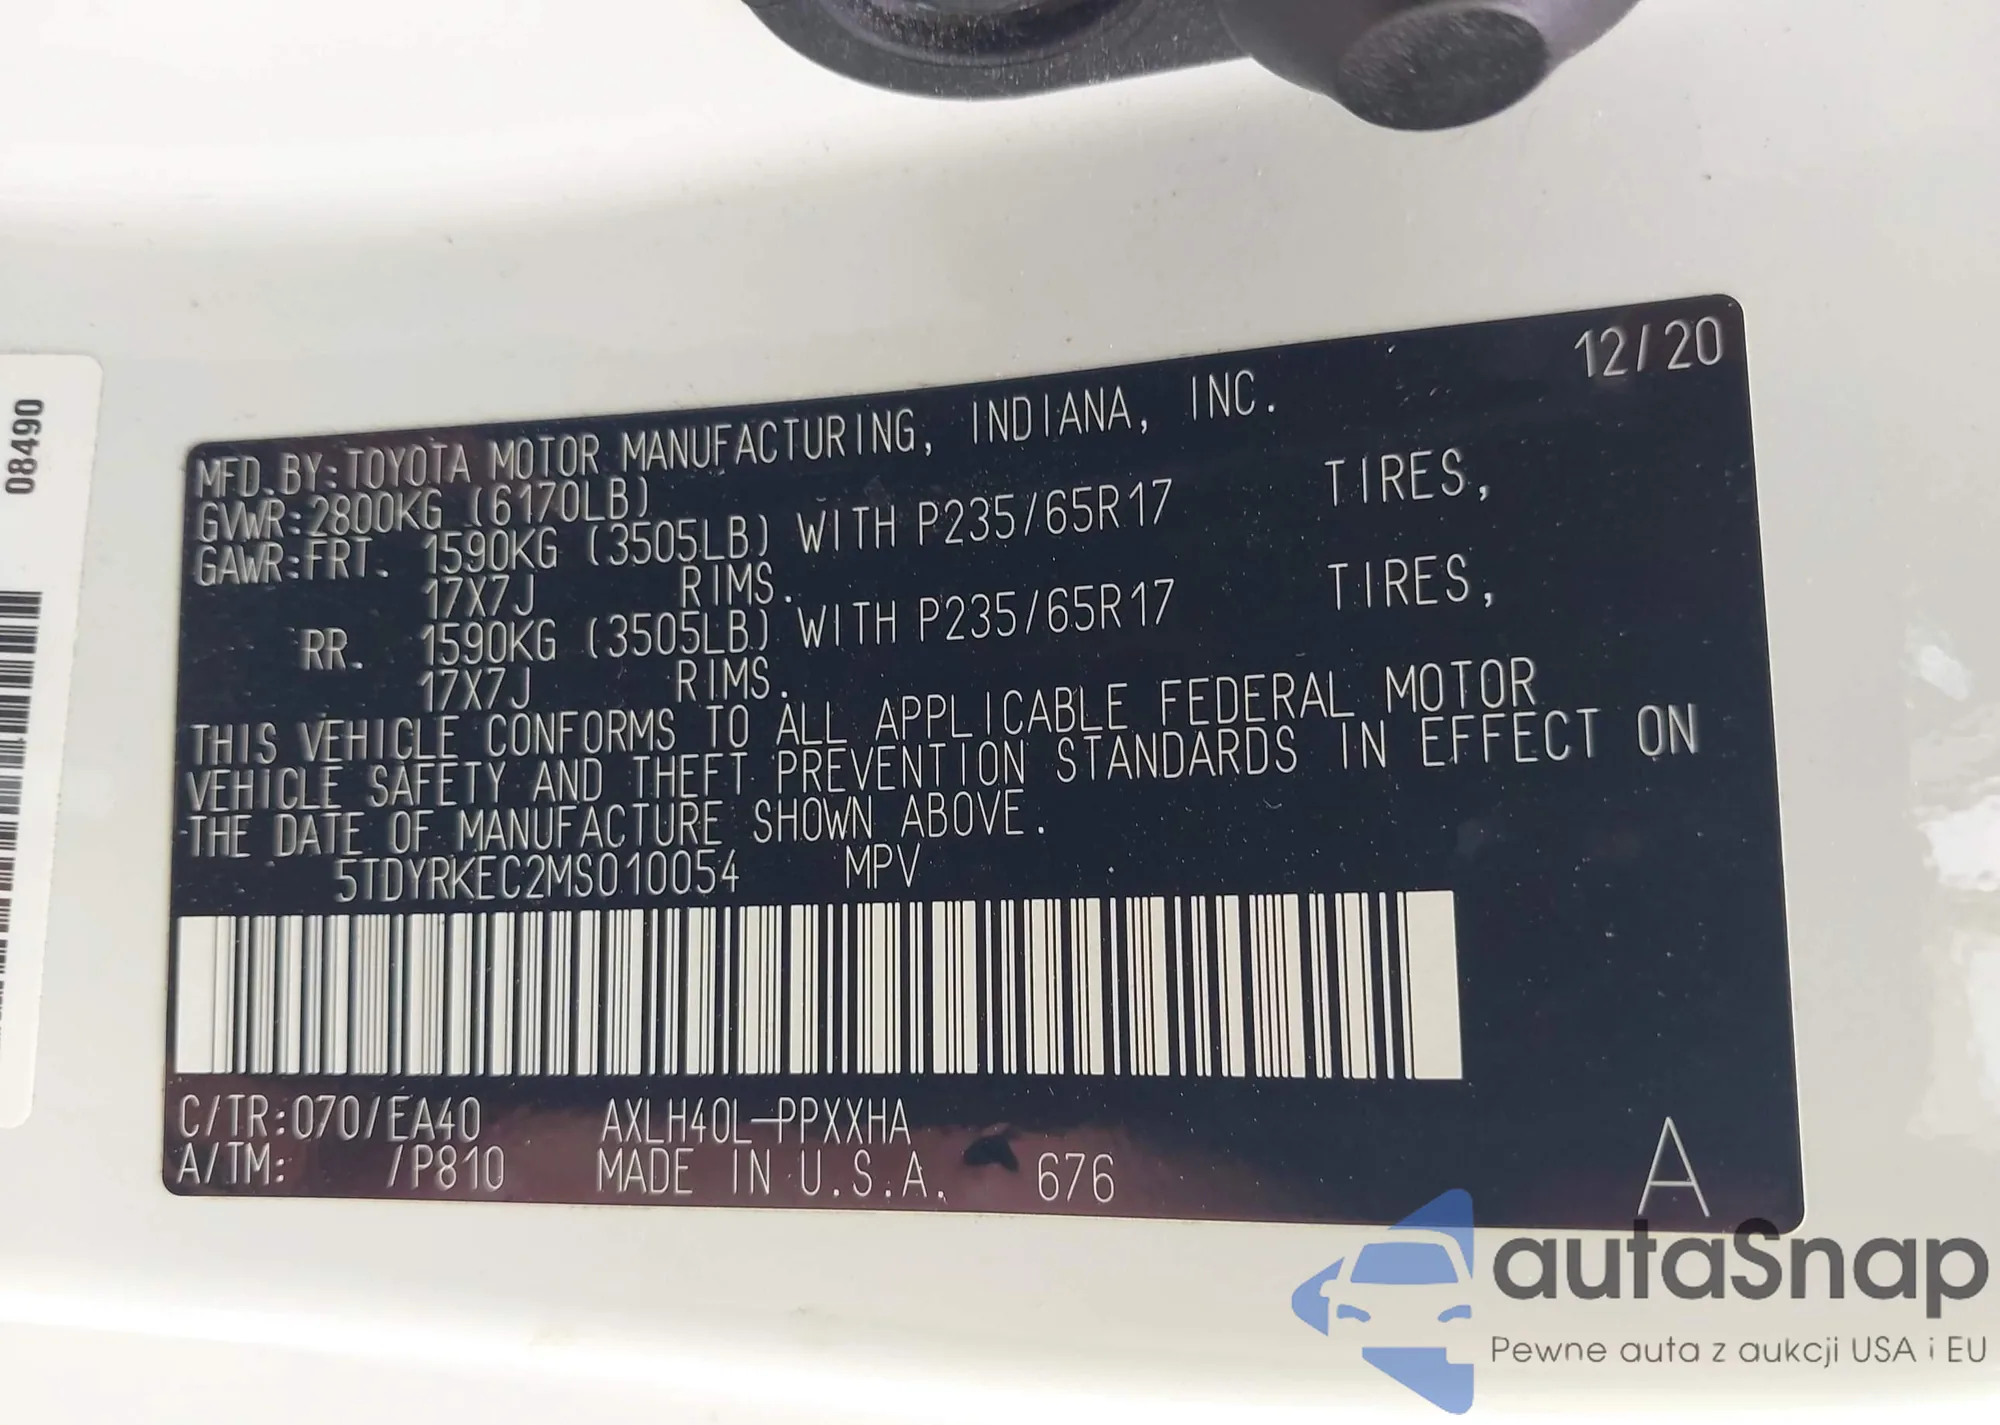 08490
12/20
MFD.BY:TOYOTA MOTOR MANUFACTURING, INDIANA, INC.
GVWR:2800KG (6170LB)
GAWR:FRT. 1590KG (3505LB) WITH P235/65R17 TIRES,
17X7J RIMS.
RR. 1590KG (3505LB) WITH P235/65R17 TIRES,
17X7J RIMS.
THIS VEHICLE CONFORMS TO ALL APPLICABLE FEDERAL MOTOR
VEHICLE SAFETY AND THEFT PREVENTION STANDARDS IN EFFECT ON
THE DATE OF MANUFACTURE SHOWN ABOVE.
5TDYRKEC2MS010054 MPV
C/TR:070/EA40 AXLH40L-PPXXHA
A/TM: /P810 MADE IN U.S.A. 676 A
autaSnap
Pewne auta z aukcji USA i EU